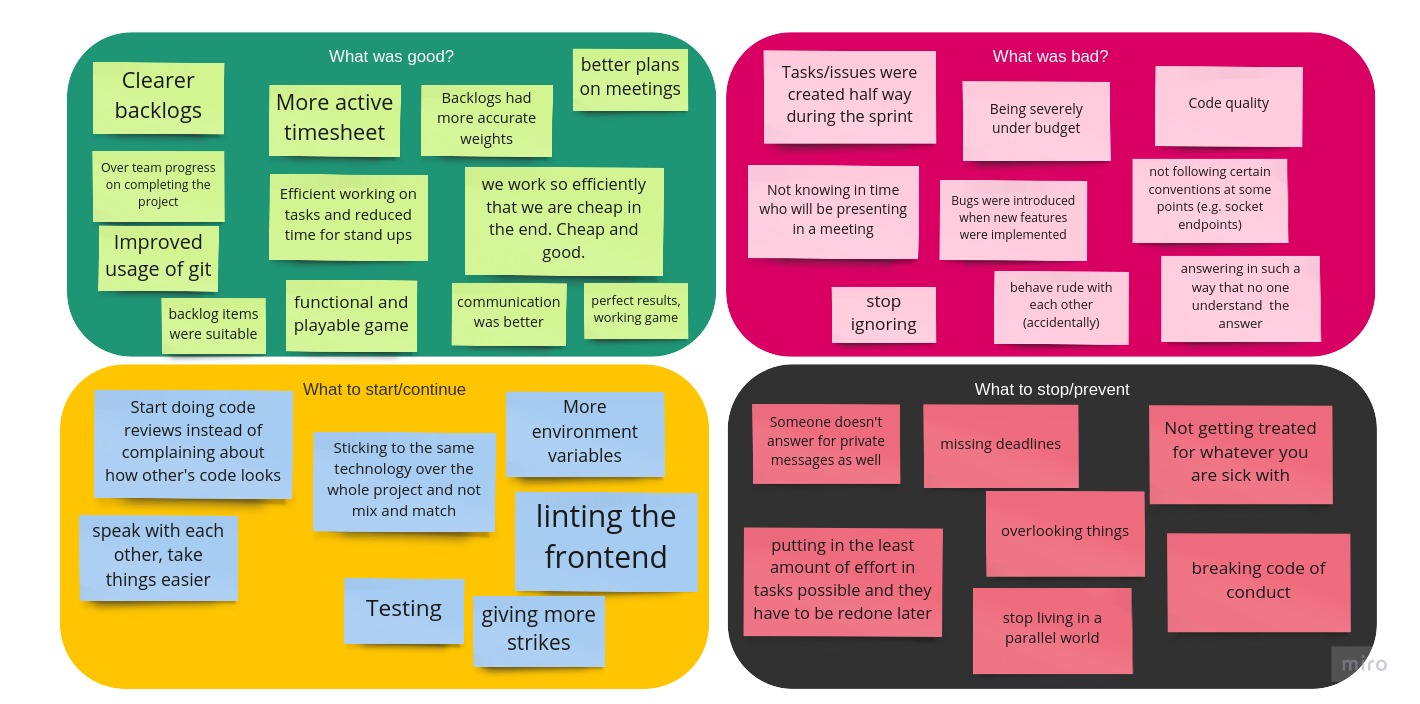 What was good?
Clearer
backlogs
More active
timesheet
Backlogs had
more accurate
weights
better plans
on meetings
Over team progress
on completing the
project
Efficient working on
tasks and reduced
time for stand ups
we work so efficiently
that we are cheap in
the end. Cheap and
good.
Improved
usage of git
backlog items
were suitable
functional and
playable game
communication
was better
perfect results,
working game
What was bad?
Tasks/issues were
created half way
during the sprint
Being severely
under budget
Code quality
Not knowing in time
who will be presenting
in a meeting
Bugs were introduced
when new features
were implemented
not following certain
conventions at some
points (e.g. socket
endpoints)
stop
ignoring
behave rude with
each other
(accidentally)
answering in such a
way that no one
understand the
answer
What to start/continue
Start doing code
reviews instead of
complaining about
how other's code looks
Sticking to the same
technology over the
whole project and not
mix and match
More
environment
variables
speak with each
other, take
things easier
linting the
frontend
Testing
giving more
strikes
What to stop/prevent
Someone doesn't
answer for private
messages as well
missing deadlines
Not getting treated
for whatever you
are sick with
overlooking things
putting in the least
amount of effort in
tasks possible and they
have to be redone later
breaking code of
conduct
stop living in a
parallel world
miro